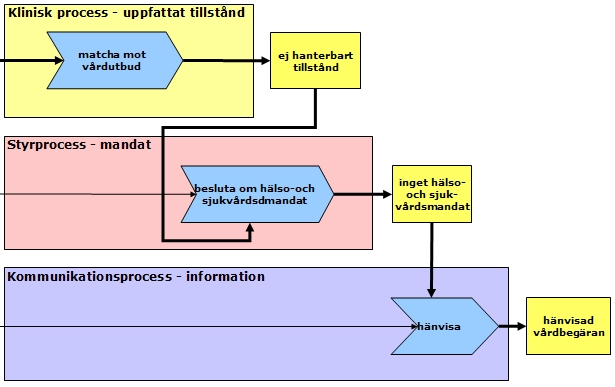 Klinisk process - uppfattat tillstånd
matcha mot
vårdutbud
ej hanterbart
tillstånd
Styrprocess - mandat
besluta om hälso-och
sjukvårdsdmandat
inget hälso-
och sjuk-
vårdsmandat
Kommunikationsprocess - information
hänvisa
hänvisad
vårdbegäran